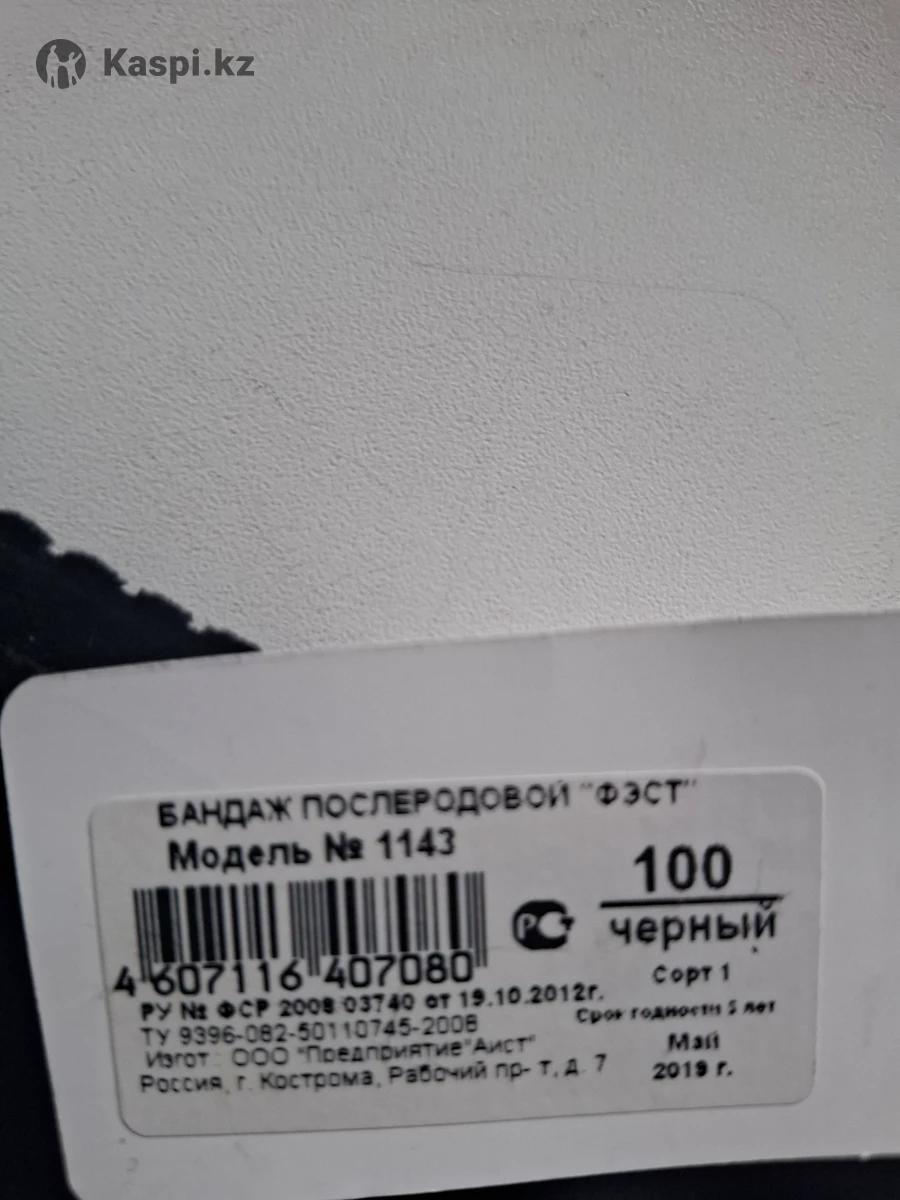 Kaspi.kz
БАНДАЖ ПОСЛЕРОДОВОЙ "ФЭСТ"
Модель № 1143
100
черный
4 607116 407080
Сорт 1
РУ № ФСР 2008 03740 от 19.10.2012г.
Срок годности 5 лет
ТУ 9396-082-50110745-2008
Май
Изгот: ООО "Предприятие"Аист"
2019 г.
Россия, г. Кострома, Рабочий пр- т, д. 7